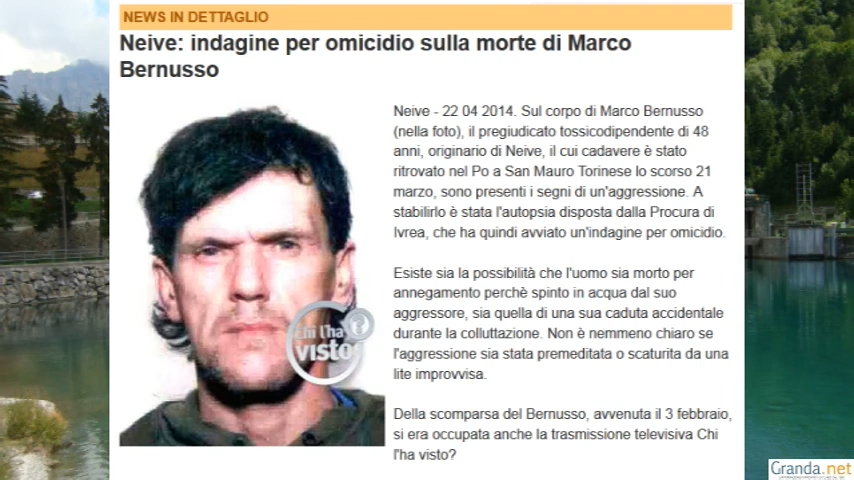 NEWS IN DETTAGLIO
Neive: indagine per omicidio sulla morte di Marco
Bernusso
Neive - 22 04 2014. Sul corpo di Marco Bernusso
(nella foto), il pregiudicato tossicodipendente di 48
anni, originario di Neive, il cui cadavere è stato
ritrovato nel Po a San Mauro Torinese lo scorso 21
marzo, sono presenti i segni di un'aggressione. A
stabilirlo è stata l'autopsia disposta dalla Procura di
Ivrea, che ha quindi avviato un'indagine per omicidio.
Esiste sia la possibilità che l'uomo sia morto per
annegamento perchè spinto in acqua dal suo
aggressore, sia quella di una sua caduta accidentale
durante la colluttazione. Non è nemmeno chiaro se
l'aggressione sia stata premeditata o scaturita da una
lite improvvisa.
Della scomparsa del Bernusso, avvenuta il 3 febbraio,
si era occupata anche la trasmissione televisiva Chi
l'ha visto?
chi l'ha
visto
Granda.net